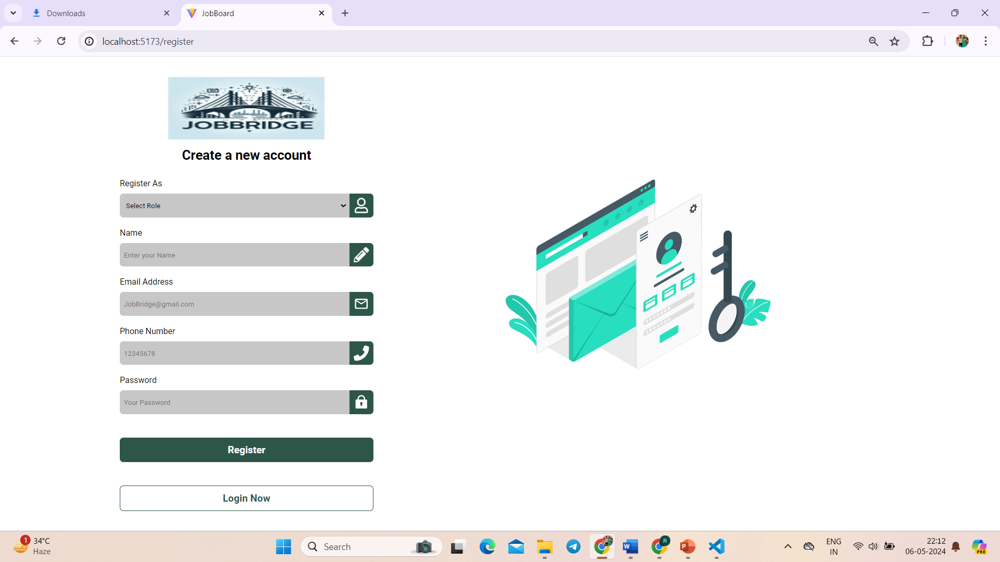 Downloads
JobBoard
localhost:5173/register
JOBBRIDGE
Create a new account
Register As
Select Role
Name
Enter your Name
Email Address
JobBridge@gmail.com
Phone Number
12345678
Password
Your Password
Register
Login Now
1
34°C
Haze
Search
W
R
P
ENG
IN
22:12
06-05-2024
PRE